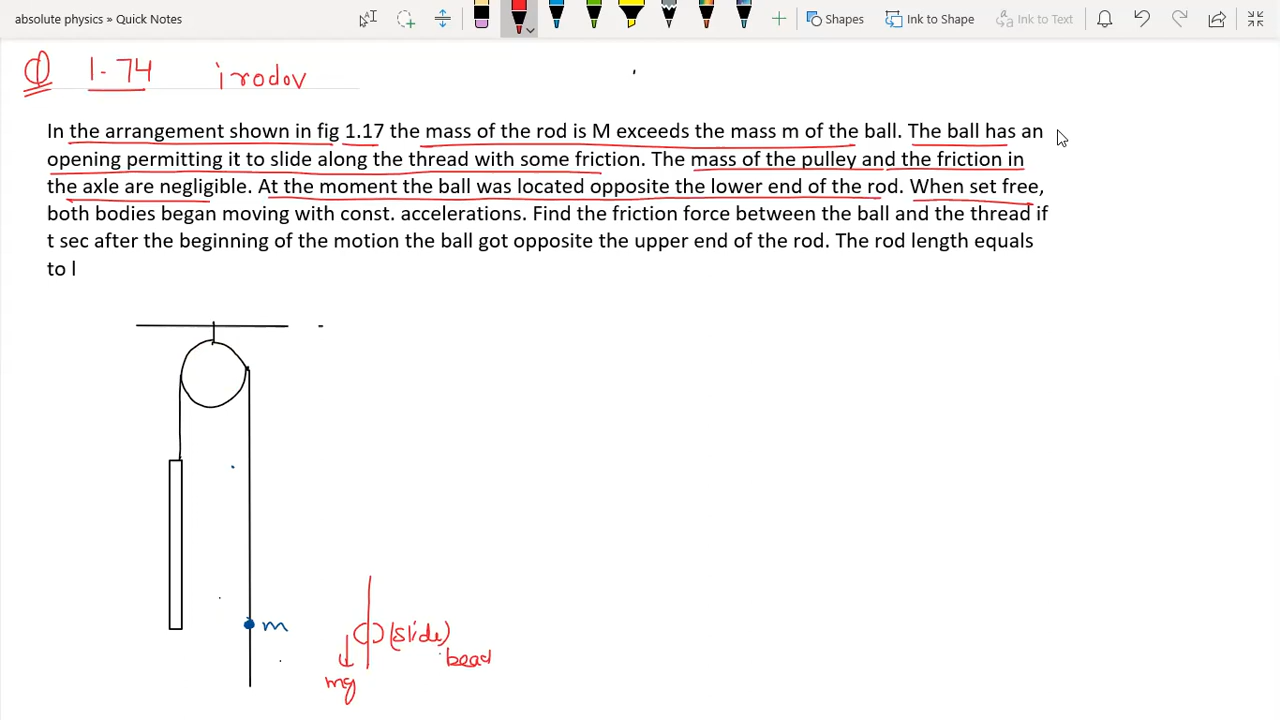 absolute physics » Quick Notes
Shapes
Ink to Shape
Ink to Text
Q 1.74 irodov
In the arrangement shown in fig 1.17 the mass of the rod is M exceeds the mass m of the ball. The ball has an
opening permitting it to slide along the thread with some friction. The mass of the pulley and the friction in
the axle are negligible. At the moment the ball was located opposite the lower end of the rod. When set free,
both bodies began moving with const. accelerations. Find the friction force between the ball and the thread if
t sec after the beginning of the motion the ball got opposite the upper end of the rod. The rod length equals
to l
m
(slide)
bead
mg